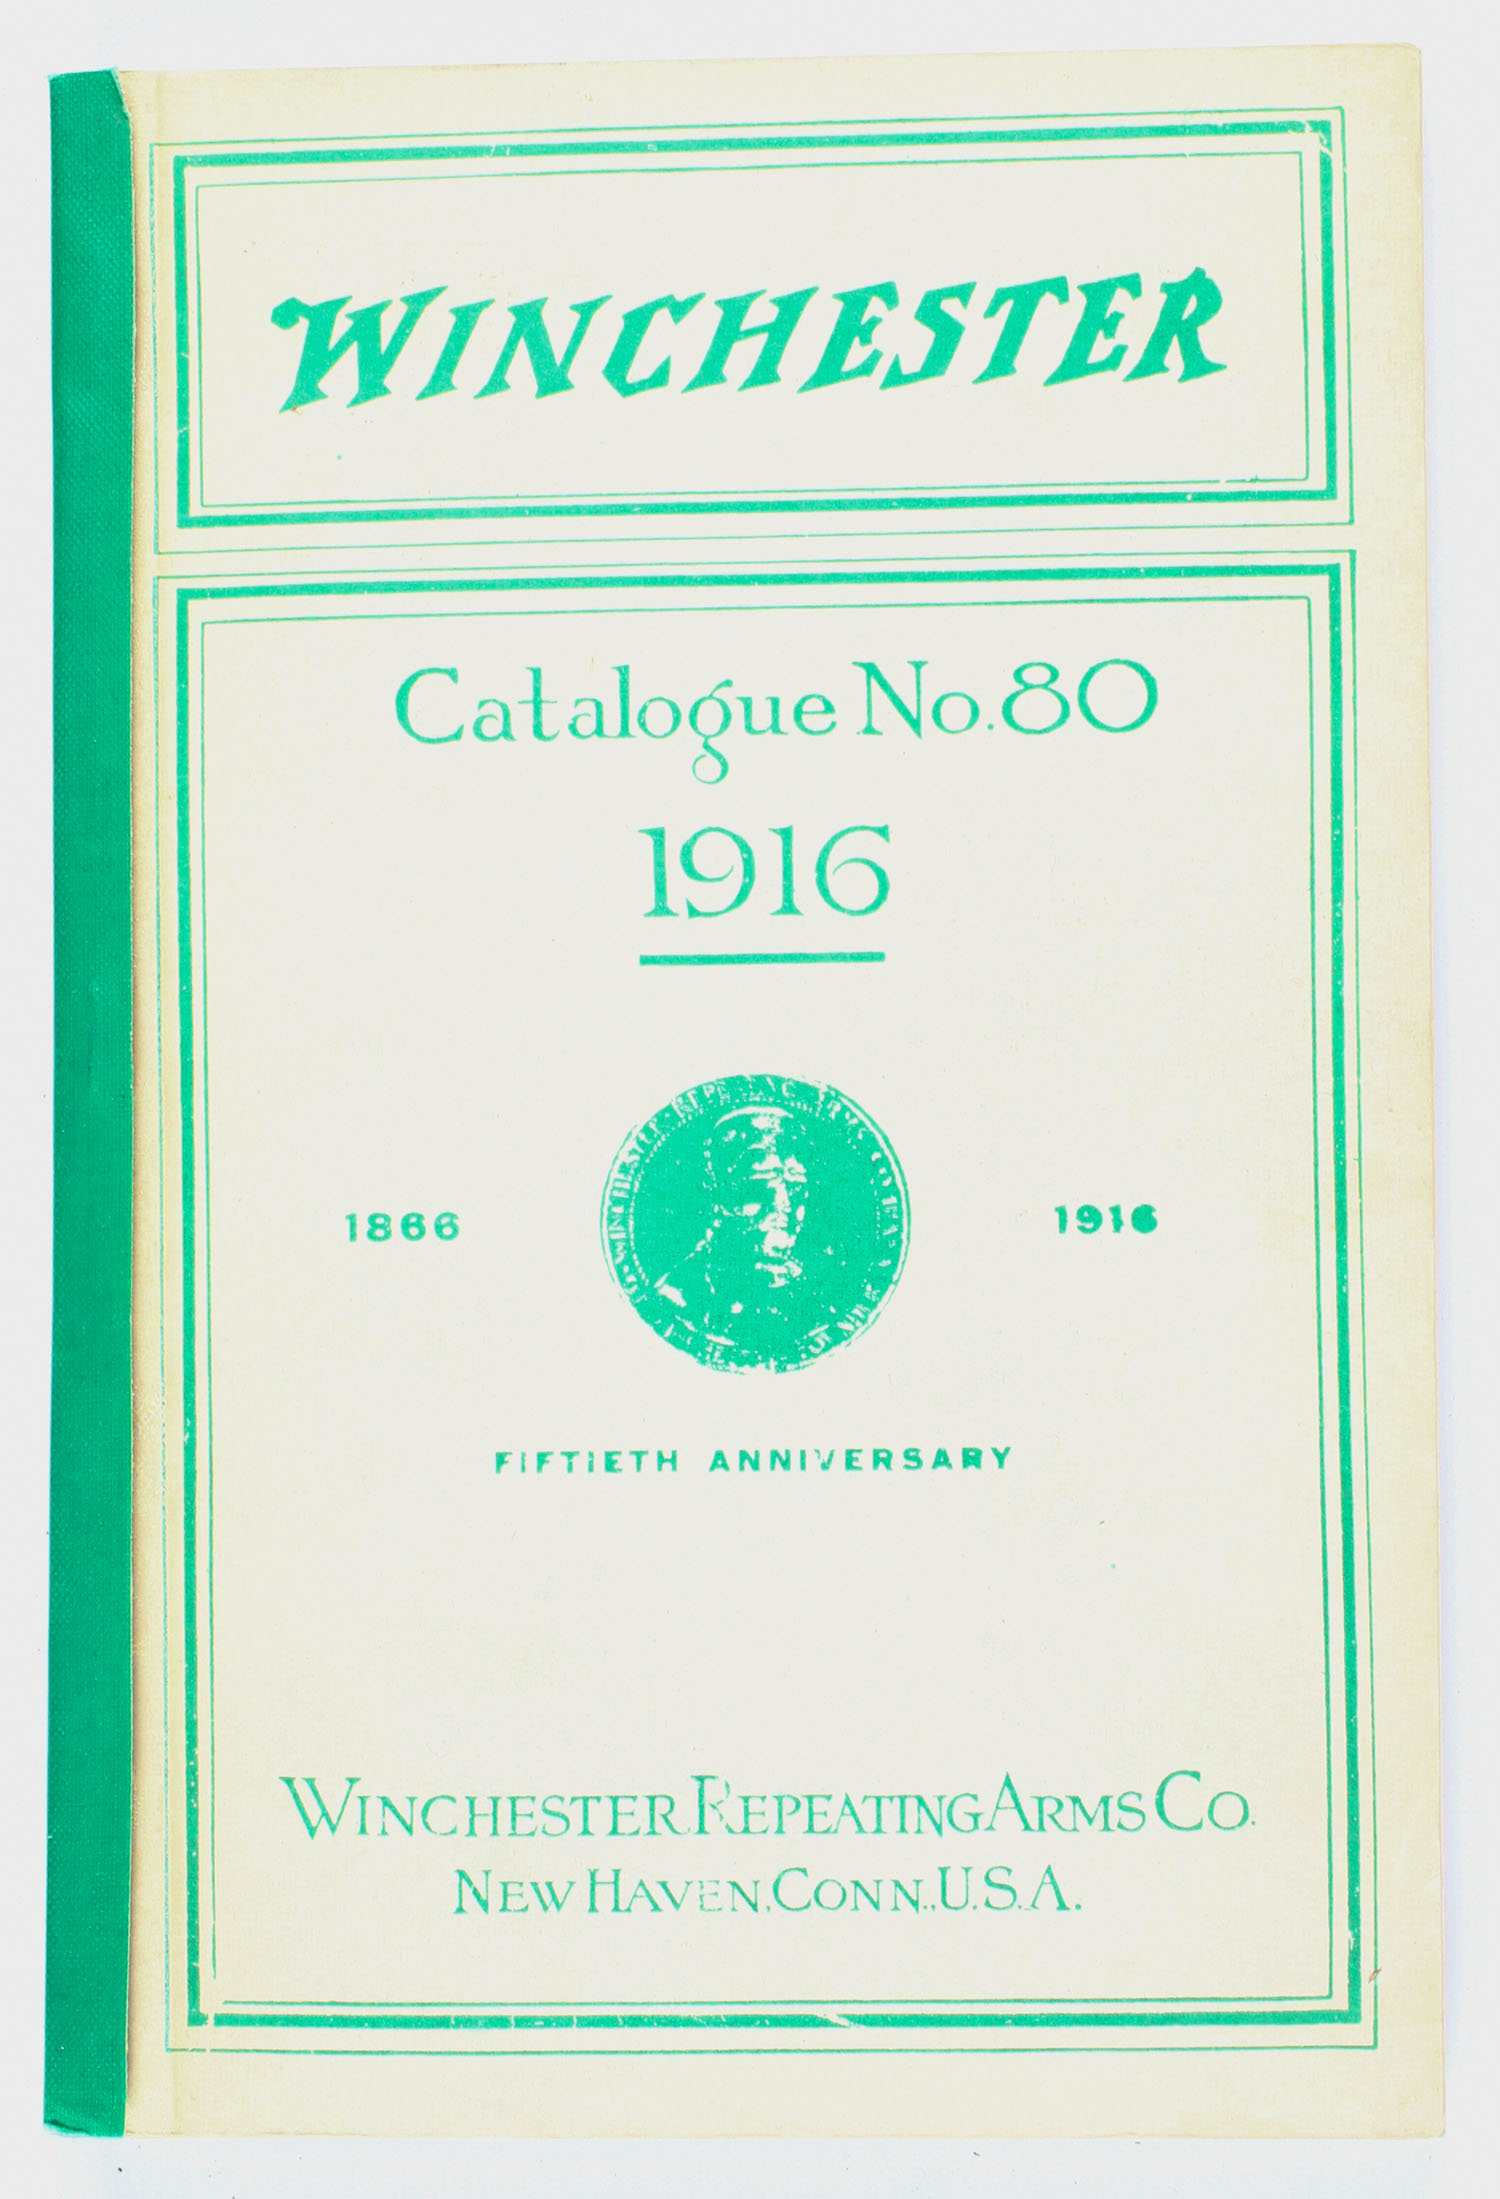 WINCHESTER
Catalogue No. 80
1916
1866
1916
FIFTIETH ANNIVERSARY
WINCHESTER REPEATING ARMS CO.
NEW HAVEN, CONN., U.S.A.